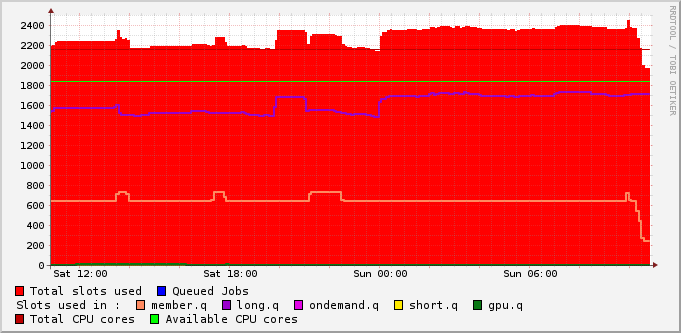 RRDTOOL / TOBI OETIKER
2400
2200
2000
1800
1600
1400
1200
1000
800
600
400
200
0
Sat 12:00 Sat 18:00 Sun 00:00 Sun 06:00
Total slots used Queued Jobs
Slots used in : member.q long.q ondemand.q short.q gpu.q
Total CPU cores Available CPU cores